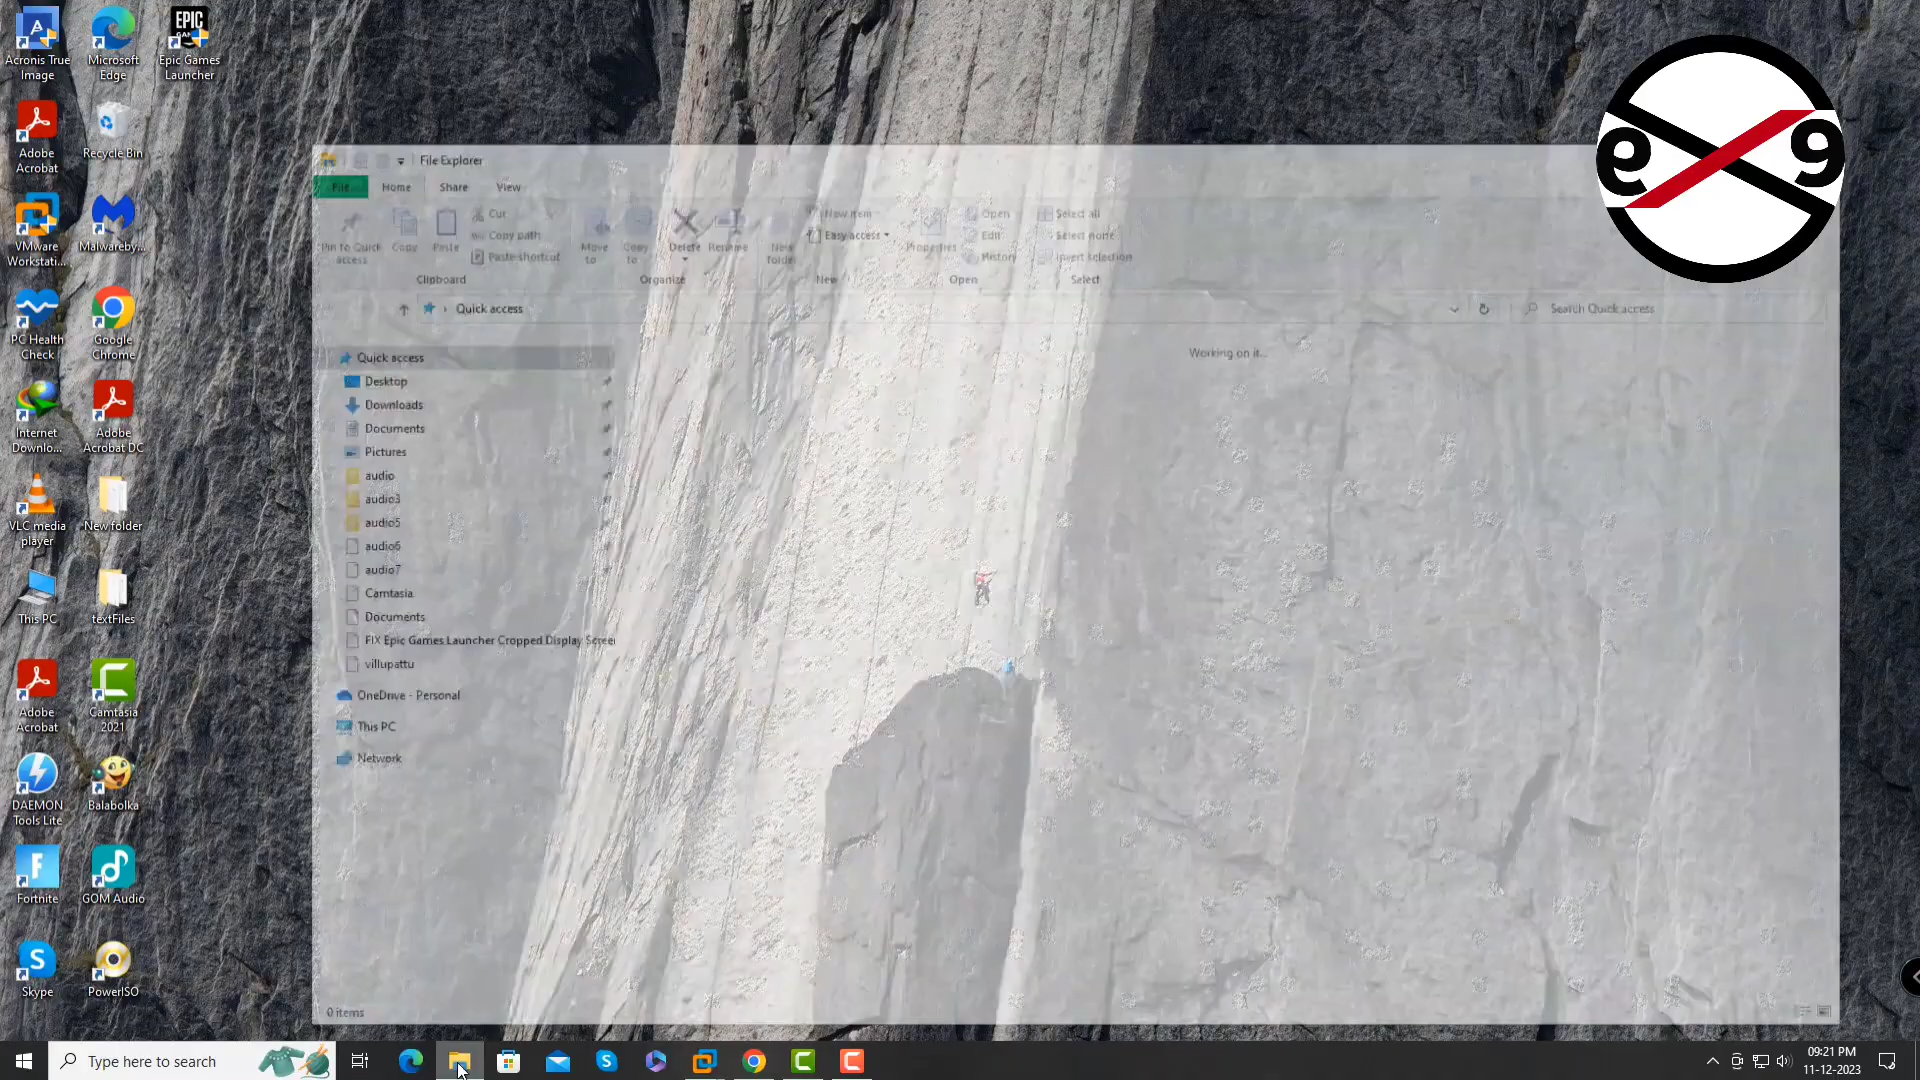 Acronis True
Image
Microsoft
Edge
EPIC
GAMES
Epic Games
Launcher
Adobe
Acrobat
Recycle Bin
VMware
Workstati...
Malwareby...
PC Health
Check
Google
Chrome
Internet
Downlo...
Adobe
Acrobat DC
VLC media
player
New folder
This PC
textFiles
Adobe
Acrobat
Camtasia
2021
DAEMON
Tools Lite
Balabolka
Fortnite
GOM Audio
Skype
PowerISO
File Explorer
File
Home
Share
View
Pin to Quick
access
Copy
Paste
Cut
Copy path
Paste shortcut
Clipboard
Move
to
Copy
to
Delete
Rename
New
folder
Organize
New item
Easy access
New
Properties
Open
Edit
History
Open
Select all
Select none
Invert selection
Select
Quick access
Search Quick access
Quick access
Desktop
Downloads
Documents
Pictures
audio
audio3
audio5
audio6
audio7
Camtasia
Documents
FIX Epic Games Launcher Cropped Display Screen
villupattu
OneDrive - Personal
This PC
Network
Working on it...
0 items
e
9
Type here to search
09:21 PM
11-12-2023